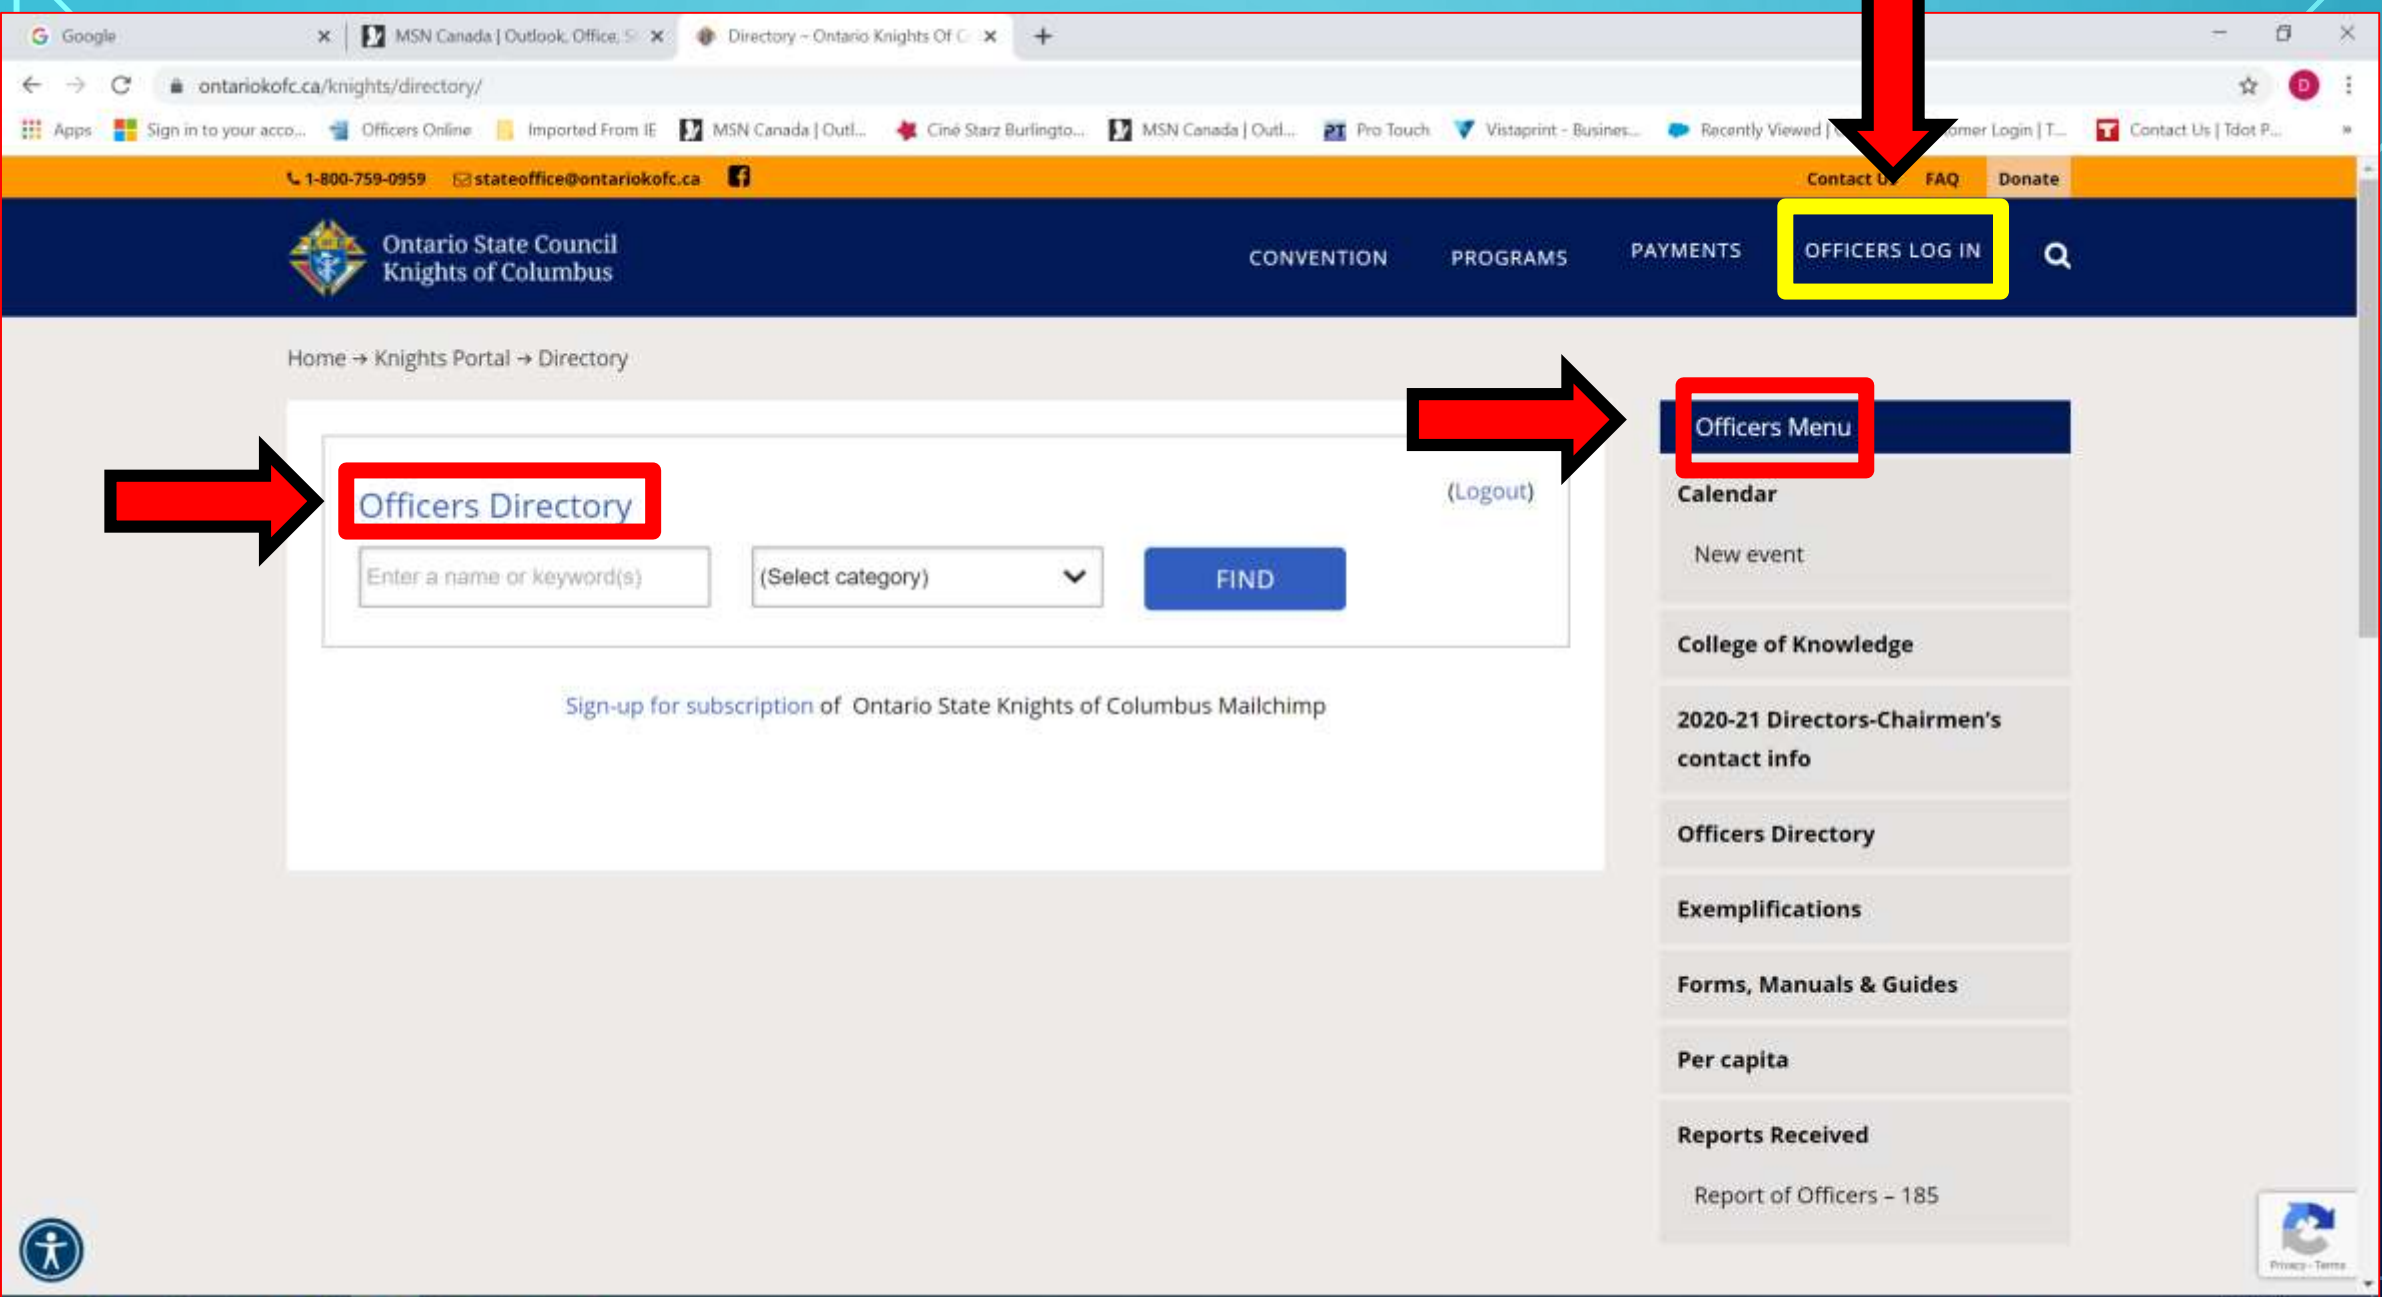 Google
MSN Canada | Outlook, Office, S
Directory – Ontario Knights Of C
ontariokofc.ca/knights/directory/
Apps
Sign in to your acco...
Officers Online
Imported From IE
MSN Canada | Outl...
Ciné Starz Burlingto...
MSN Canada | Outl...
Pro Touch
Vistaprint - Busines...
Recently Viewed |
omer Login | T...
Contact Us | Tdot P...
1-800-759-0959
stateoffice@ontariokofc.ca
Contact Us
FAQ
Donate
Ontario State Council
Knights of Columbus
CONVENTION
PROGRAMS
PAYMENTS
OFFICERS LOG IN
Home → Knights Portal → Directory
Officers Directory
(Logout)
Enter a name or keyword(s)
(Select category)
FIND
Sign-up for subscription of Ontario State Knights of Columbus Mailchimp
Officers Menu
Calendar
New event
College of Knowledge
2020-21 Directors-Chairmen's
contact info
Officers Directory
Exemplifications
Forms, Manuals & Guides
Per capita
Reports Received
Report of Officers – 185
Privacy - Terms
D